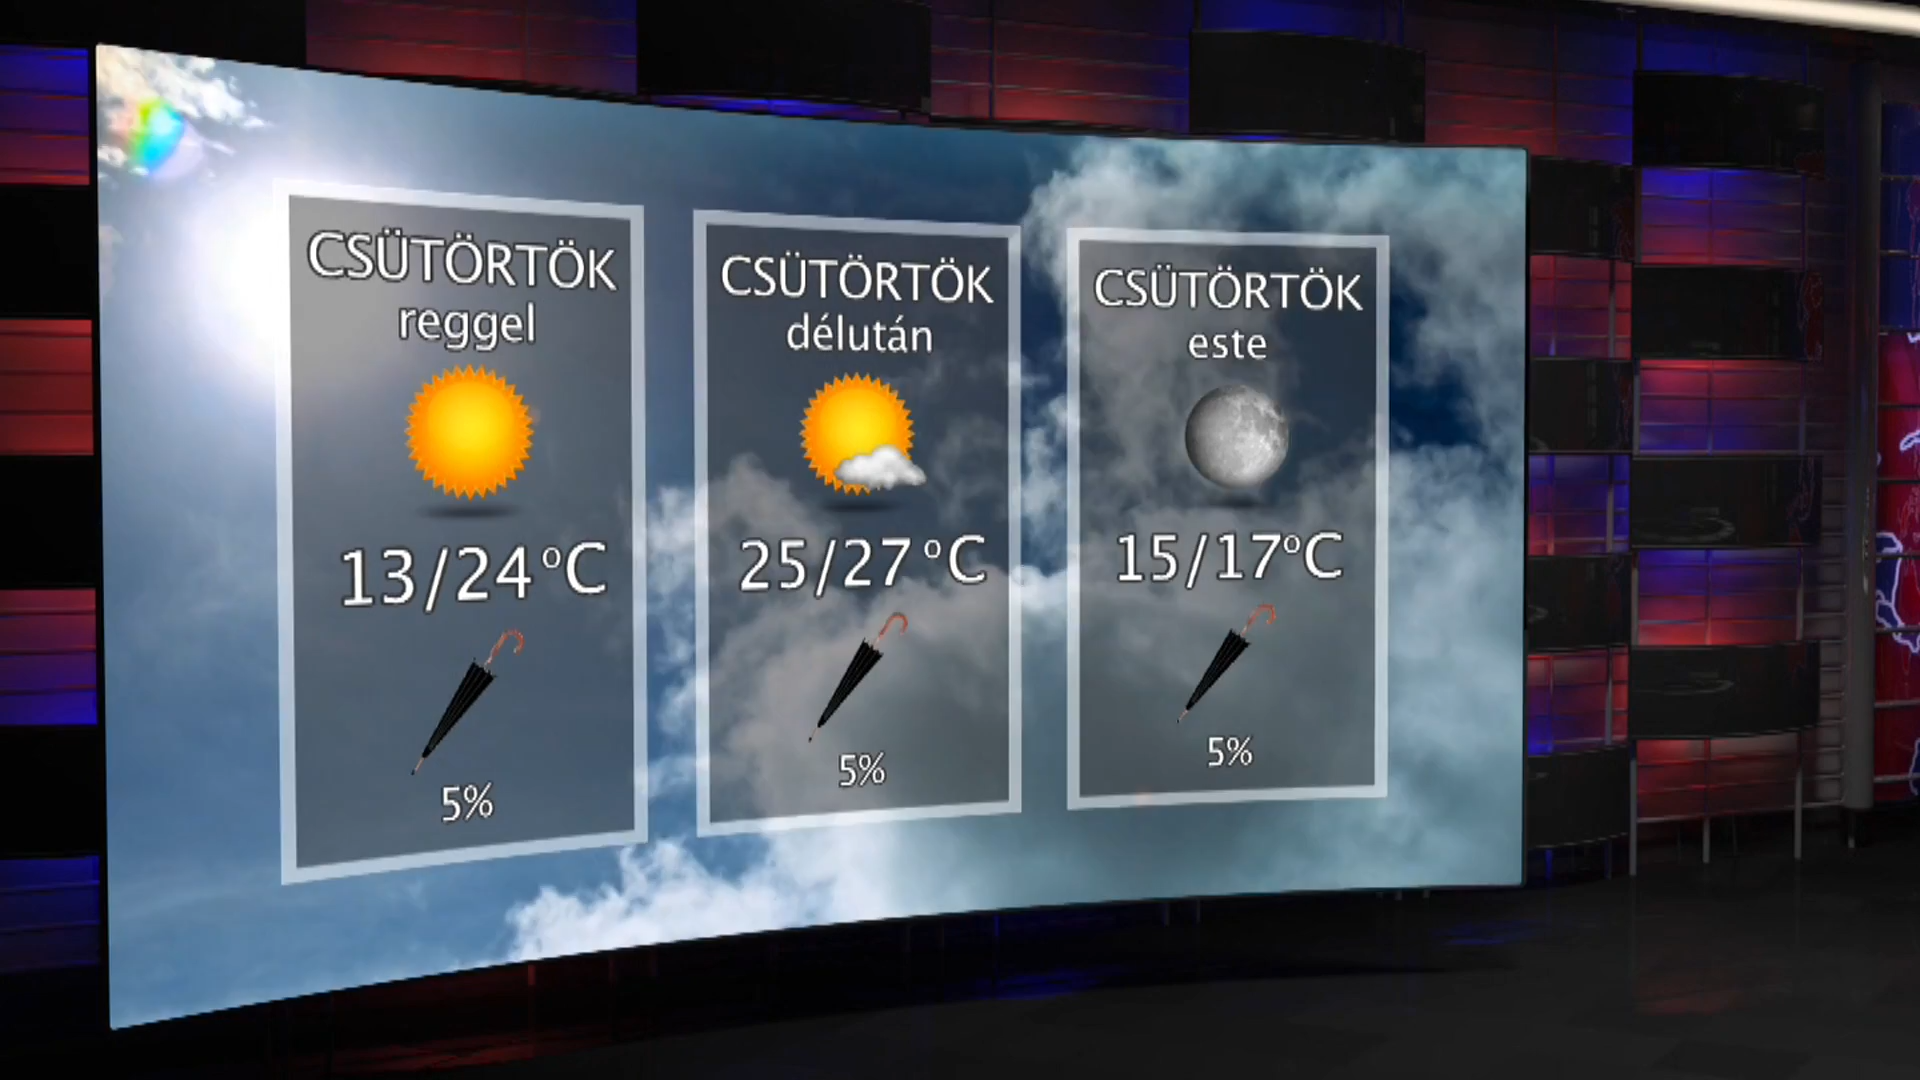 CSÜTÖRTÖK
reggel
13/24°C
5%
CSÜTÖRTÖK
délután
25/27°C
5%
CSÜTÖRTÖK
este
15/17°C
5%